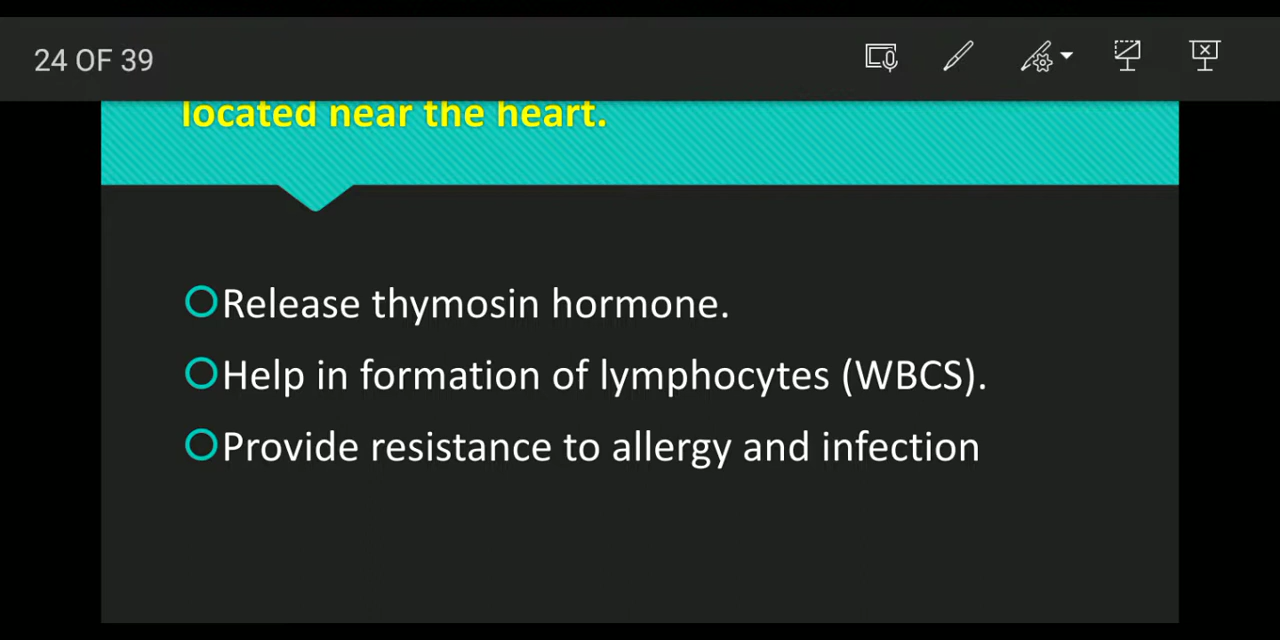 24 OF 39
located near the heart.
Release thymosin hormone.
Help in formation of lymphocytes (WBCS).
Provide resistance to allergy and infection